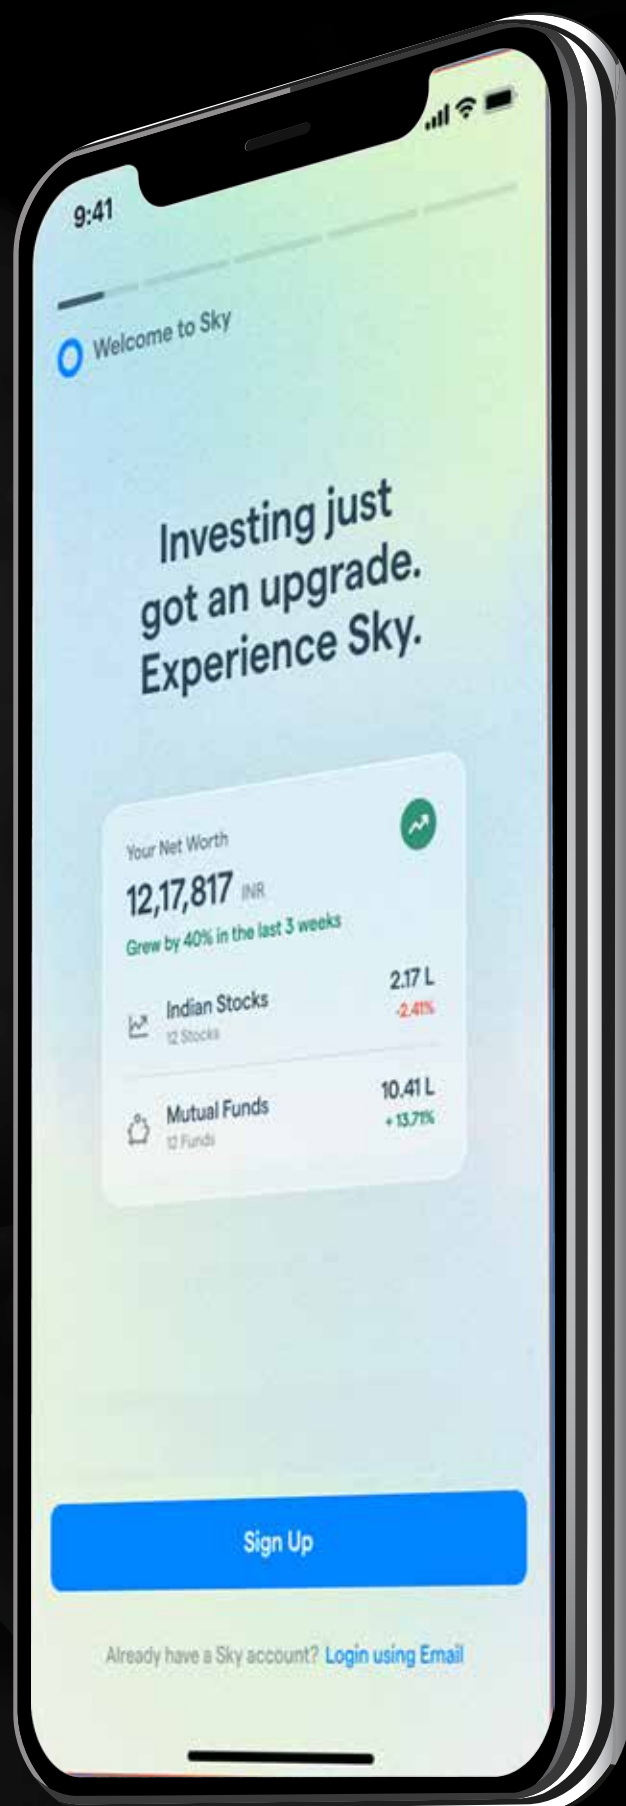 9:41
Welcome to Sky
Investing just
got an upgrade.
Experience Sky.
Your Net Worth
12,17,817 INR
Grew by 40% in the last 3 weeks
Indian Stocks 2.17 L
12 Stocks -2.41%
Mutual Funds 10.41 L
12 Funds + 13.71%
Sign Up
Already have a Sky account? Login using Email